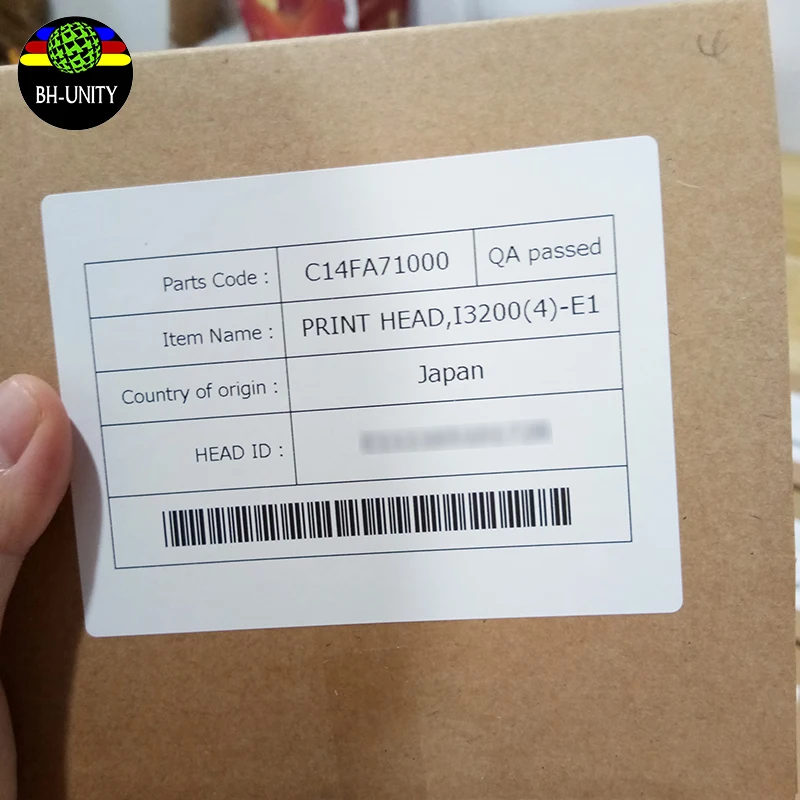 BH-UNITY
4
Parts Code : C14FA71000 QA passed
Item Name : PRINT HEAD,I3200(4)-E1
Country of origin : Japan
HEAD ID :